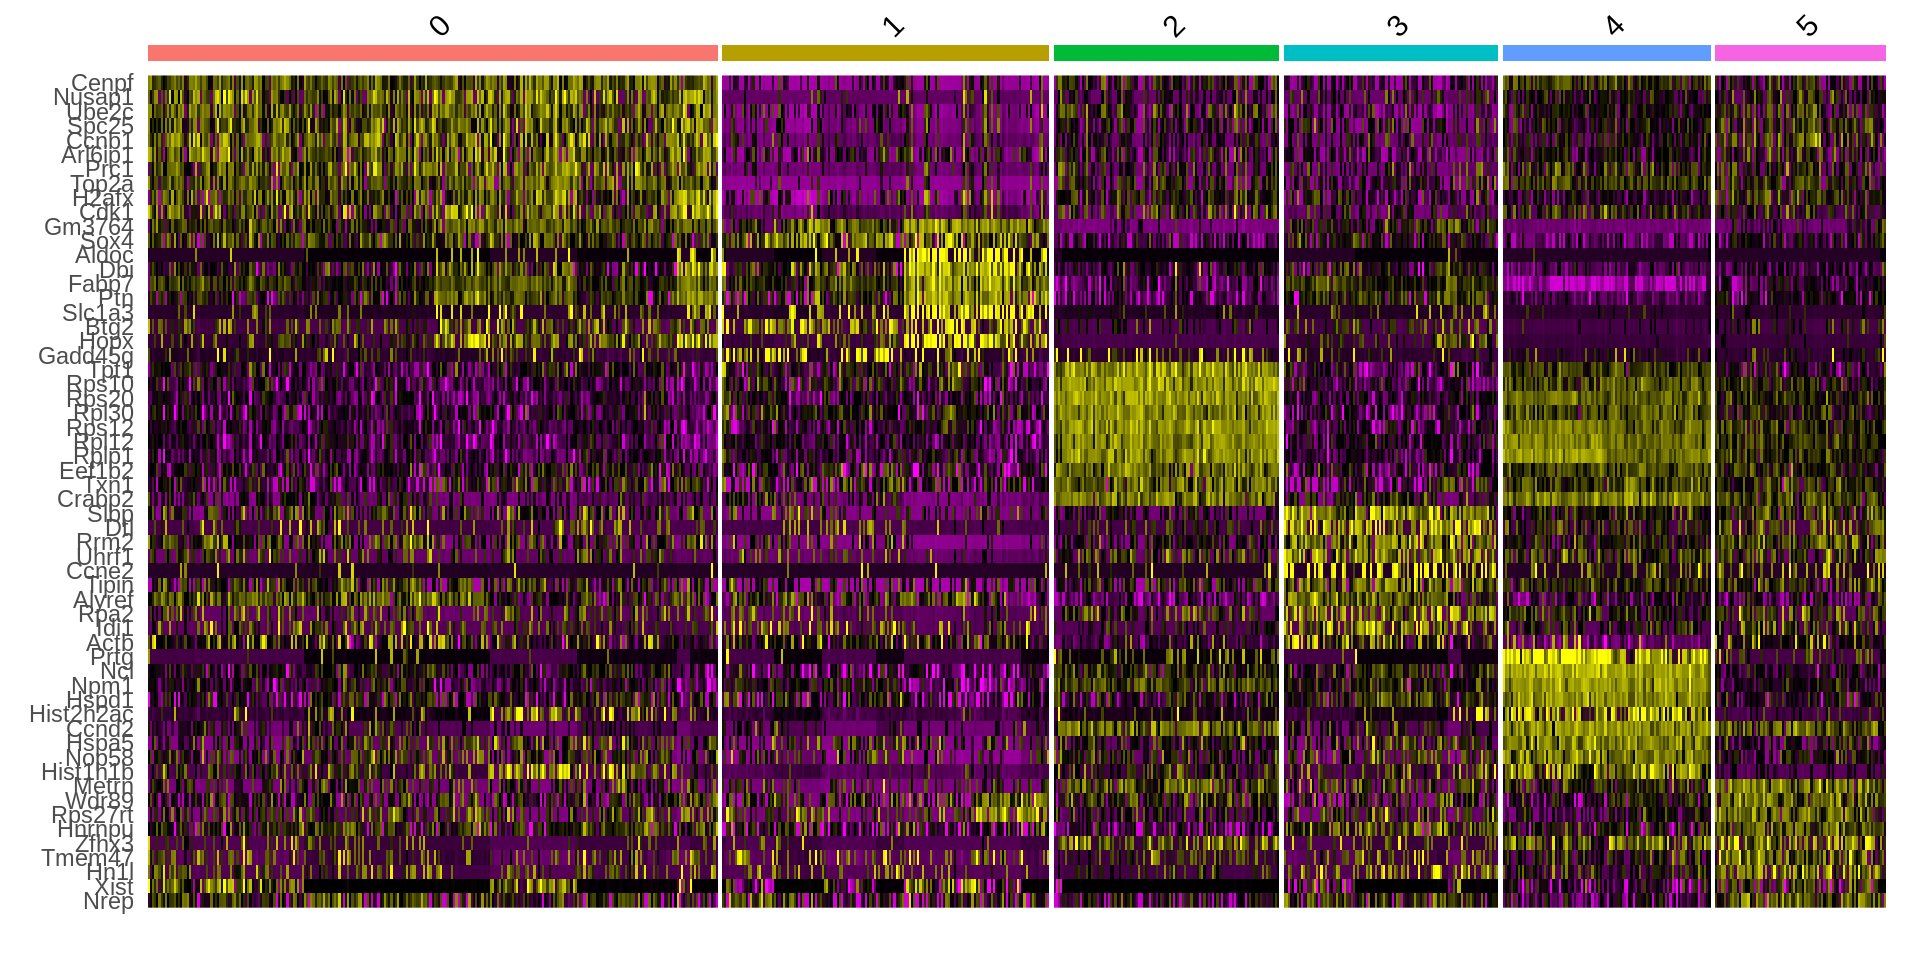 0 1 2 3 4 5
Cenpf
Nusap1
Ube2c
Spc25
Ccnb1
Arl6ip1
Prc1
Top2a
H2afx
Cdk1
Gm3764
Sox4
Aldoc
Dbi
Fabp7
Ptn
Slc1a3
Btg2
Hopx
Gadd45g
Tpt1
Rps10
Rps20
Rpl30
Rps12
Rpl12
Rplp1
Eef1b2
Txn1
Crabp2
Slbp
Dtl
Rrm2
Uhrf1
Ccne2
Tipin
Alyref
Rpa2
Idi1
Actb
Prtg
Ncl
Npm1
Hspd1
Hist2h2ac
Ccnd2
Hspa5
Nop58
Hist1h1b
Metrn
Wdr89
Rps27rt
Hnrnpu
Zfhx3
Tmem47
Hn1l
Xist
Nrep